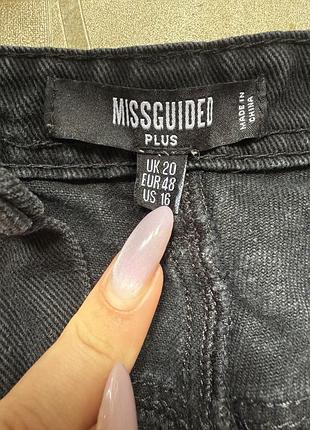 MISSGUIDED
PLUS
MADE IN
CHINA
UK 20
EUR 48
US 16